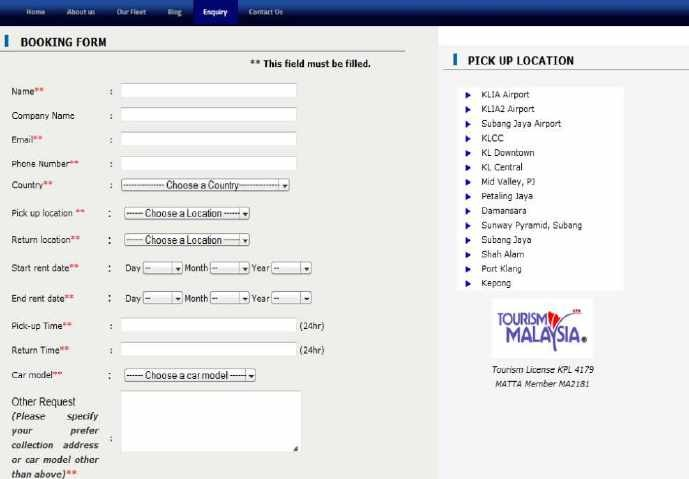 Home About us Our Fleet Blog Enquiry Contact Us
BOOKING FORM
** This field must be filled.
Name** :
Company Name :
Email** :
Phone Number** :
Country** : --------------- Choose a Country---------------
Pick up location ** : ------ Choose a Location ------
Return location** : ------ Choose a Location ------
Start rent date** : Day -- Month -- Year --
End rent date** : Day -- Month -- Year --
Pick-up Time** : (24hr)
Return Time** : (24hr)
Car model** : ------ Choose a car model ------
Other Request
(Please specify
your prefer
collection address :
or car model other
than above)**
PICK UP LOCATION
KLIA Airport
KLIA2 Airport
Subang Jaya Airport
KLCC
KL Downtown
KL Central
Mid Valley, PJ
Petaling Jaya
Damansara
Sunway Pyramid, Subang
Subang Jaya
Shah Alam
Port Klang
Kepong
TOURISM
MALAYSIA
Tourism License KPL 4179
MATTA Member MA2181